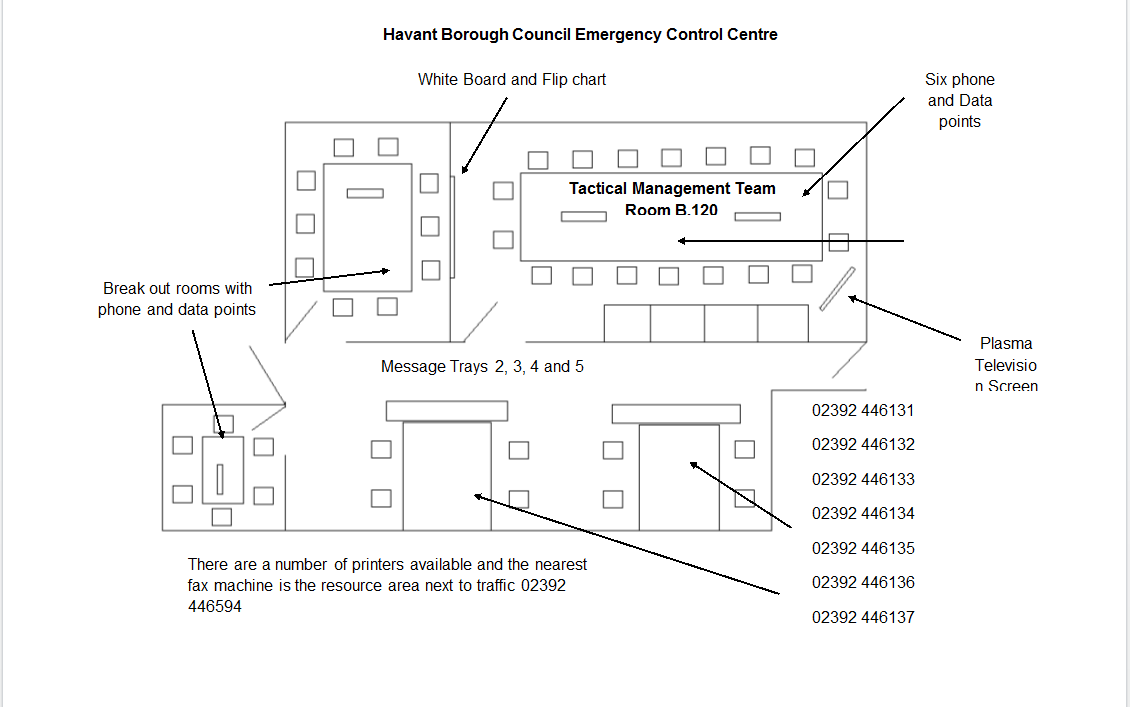 Havant Borough Council Emergency Control Centre
White Board and Flip chart
Six phone
and Data
points
Tactical Management Team
Room B.120
Break out rooms with
phone and data points
Plasma
Televisio
n Screen
Message Trays 2, 3, 4 and 5
02392 446131
02392 446132
02392 446133
02392 446134
02392 446135
02392 446136
02392 446137
There are a number of printers available and the nearest
fax machine is the resource area next to traffic 02392
446594